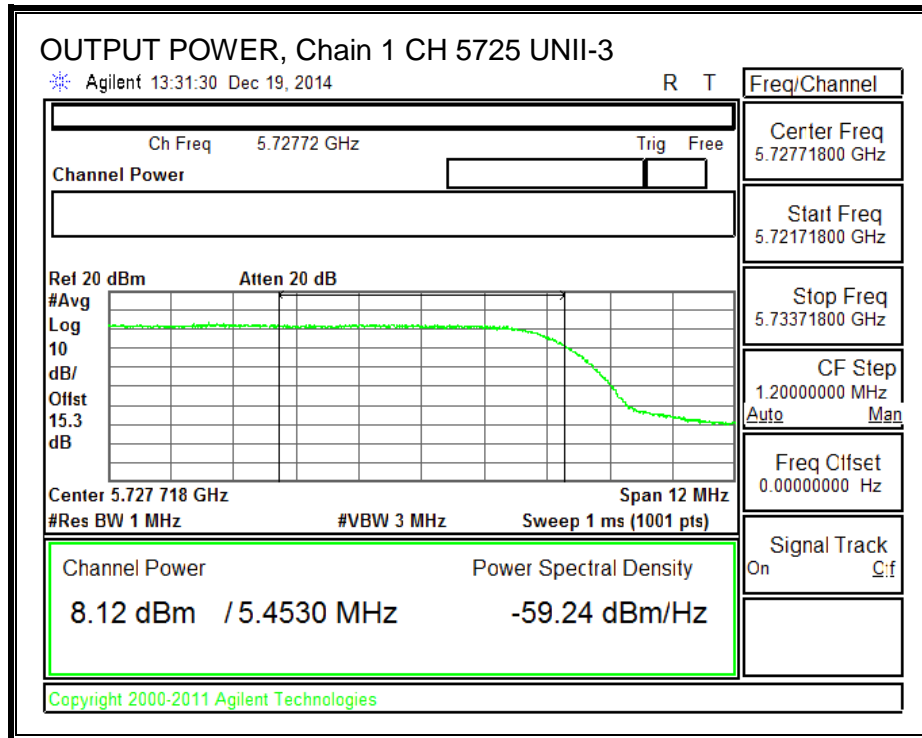 OUTPUT POWER, Chain 1 CH 5725 UNII-3
Agilent 13:31:30 Dec 19, 2014 R T
Freq/Channel
Ch Freq 5.72772 GHz Trig Free
Channel Power
Center Freq
5.72771800 GHz
Start Freq
5.72171800 GHz
Stop Freq
5.73371800 GHz
CF Step
1.20000000 MHz
Auto Man
Freq Offset
0.00000000 Hz
Signal Track
On Off
Ref 20 dBm Atten 20 dB
#Avg
Log
10
dB/
Offst
15.3
dB
Center 5.727 718 GHz Span 12 MHz
#Res BW 1 MHz #VBW 3 MHz Sweep 1 ms (1001 pts)
Channel Power Power Spectral Density
8.12 dBm / 5.4530 MHz -59.24 dBm/Hz
Copyright 2000-2011 Agilent Technologies